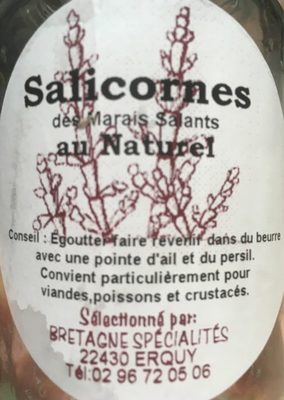 Salicornes
des Marais Salants
au Naturel
Conseil : Egoutter faire revenir dans du beurre
avec une pointe d'ail et du persil.
Convient particulièrement pour
viandes,poissons et crustacés.
Sélectionné par:
BRETAGNE SPÉCIALITÉS
22430 ERQUY
Tél:02 96 72 05 06